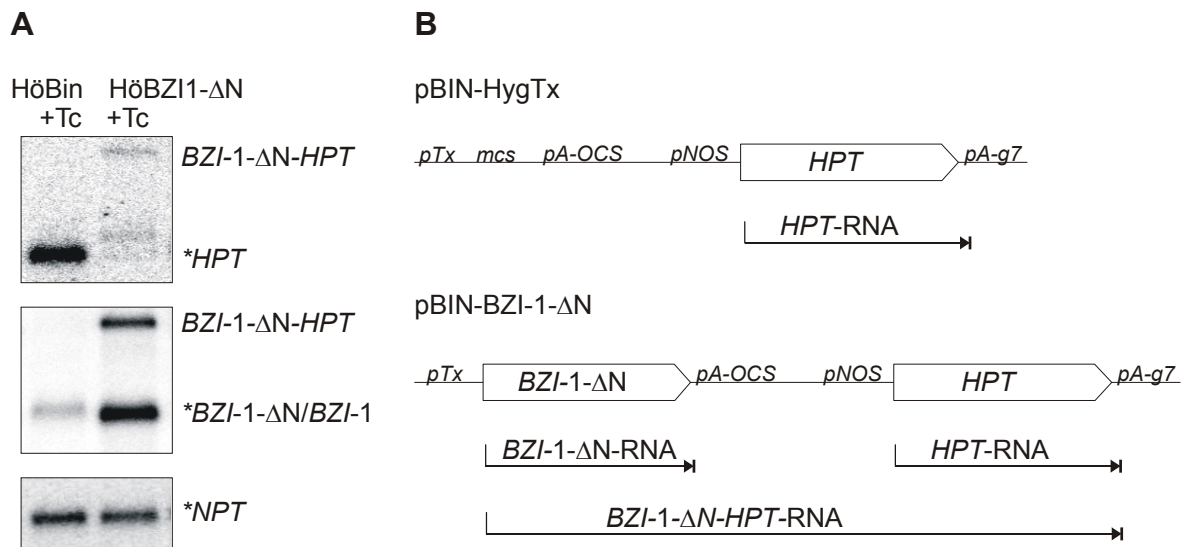 A
B
HöBin HöBZI1-ΔN
+Tc +Tc
BZI-1-ΔN-HPT
*HPT
BZI-1-ΔN-HPT
*BZI-1-ΔN/BZI-1
*NPT
pBIN-HygTx
pTx mcs pA-OCS pNOS HPT pA-g7
HPT-RNA
pBIN-BZI-1-ΔN
pTx BZI-1-ΔN pA-OCS pNOS HPT pA-g7
BZI-1-ΔN-RNA HPT-RNA
BZI-1-ΔN-HPT-RNA